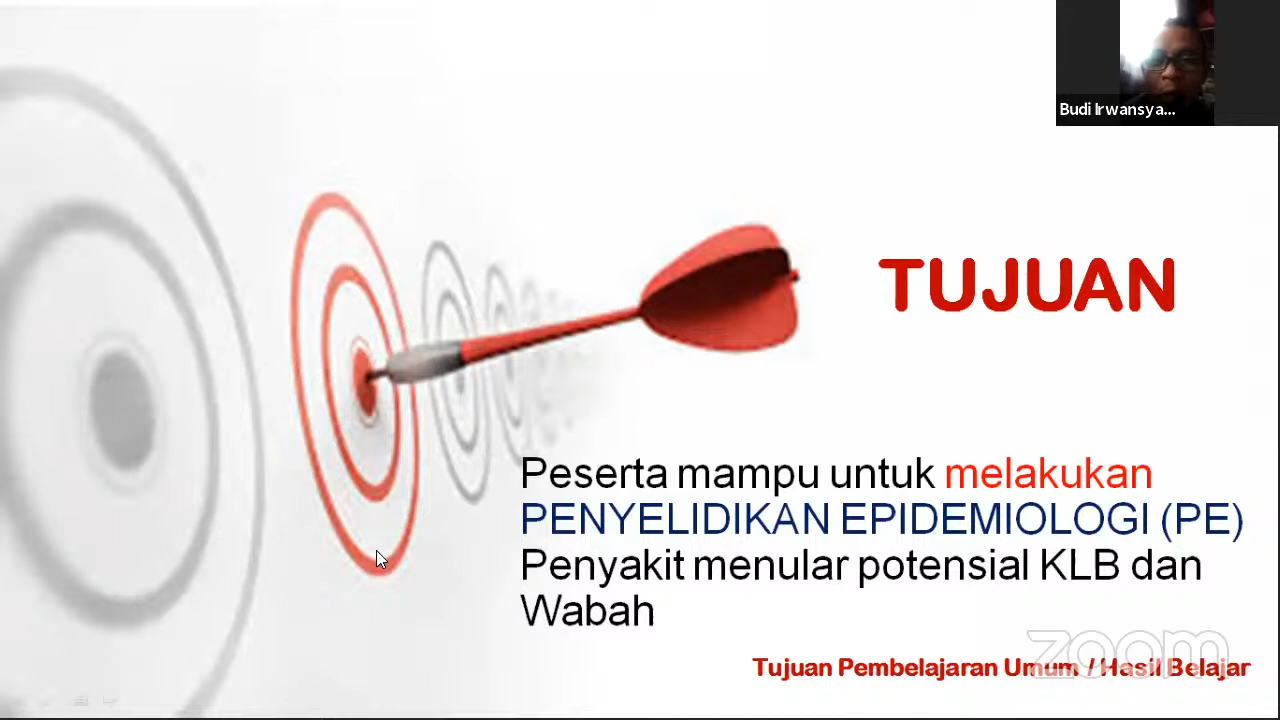 Budi Irwansya...
TUJUAN
Peserta mampu untuk melakukan
PENYELIDIKAN EPIDEMIOLOGI (PE)
Penyakit menular potensial KLB dan
Wabah
zoom
Tujuan Pembelajaran Umum / Hasil Belajar